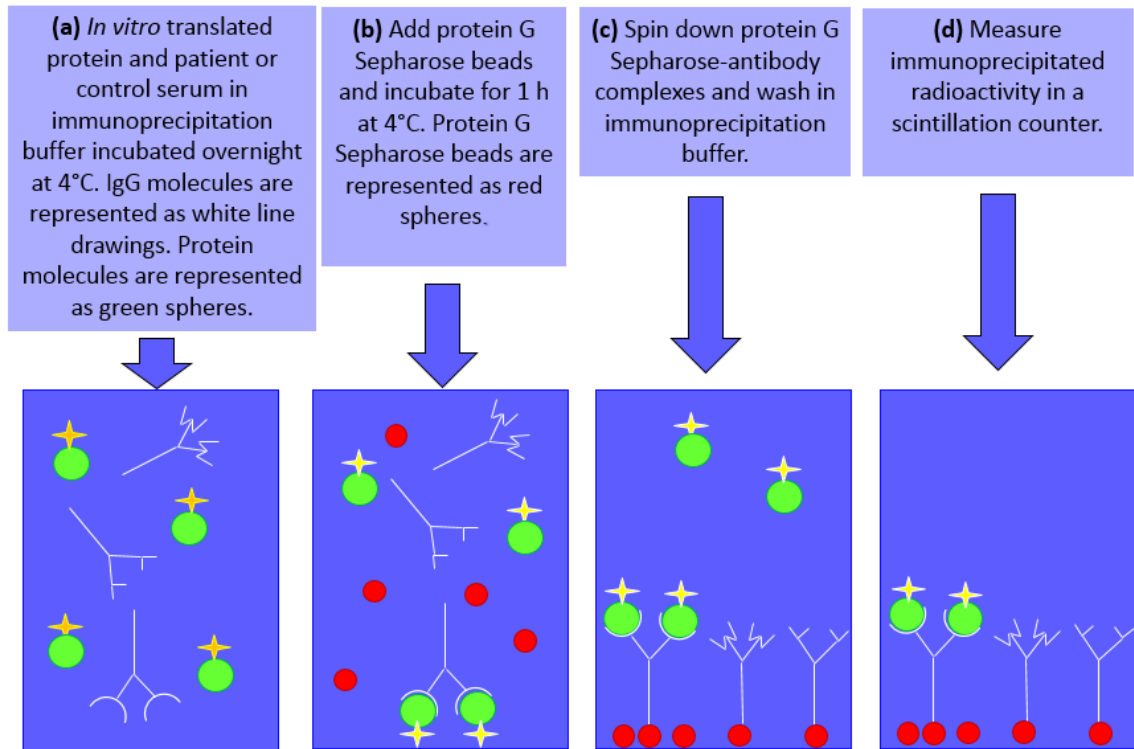 (a) In vitro translated
protein and patient or
control serum in
immunoprecipitation
buffer incubated overnight
at 4°C. IgG molecules are
represented as white line
drawings. Protein
molecules are represented
as green spheres.
(b) Add protein G
Sepharose beads
and incubate for 1 h
at 4°C. Protein G
Sepharose beads are
represented as red
spheres.
(c) Spin down protein G
Sepharose-antibody
complexes and wash in
immunoprecipitation
buffer.
(d) Measure
immunoprecipitated
radioactivity in a
scintillation counter.